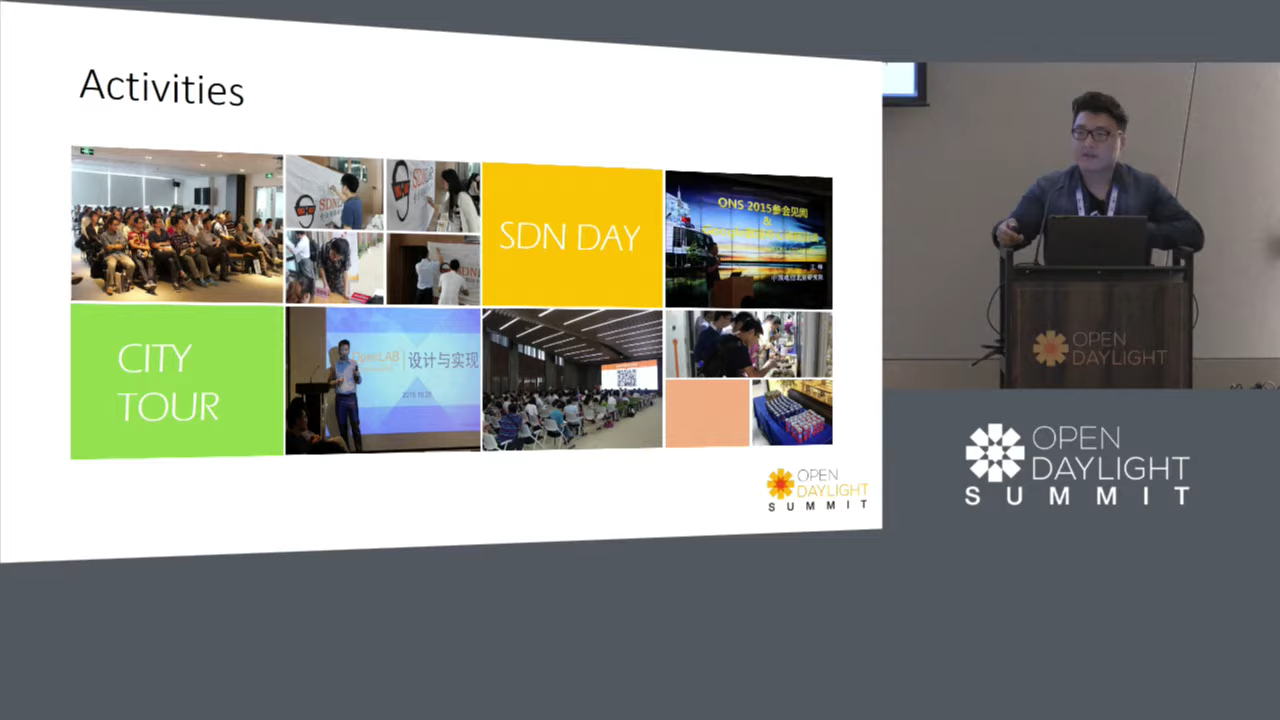 Activities
SDN DAY
ONS 2015参会见闻
&
CITY
TOUR
OpenLAB
设计与实现
OPEN
DAYLIGHT
SUMMIT
OPEN
DAYLIGHT
OPEN
DAYLIGHT
SUMMIT